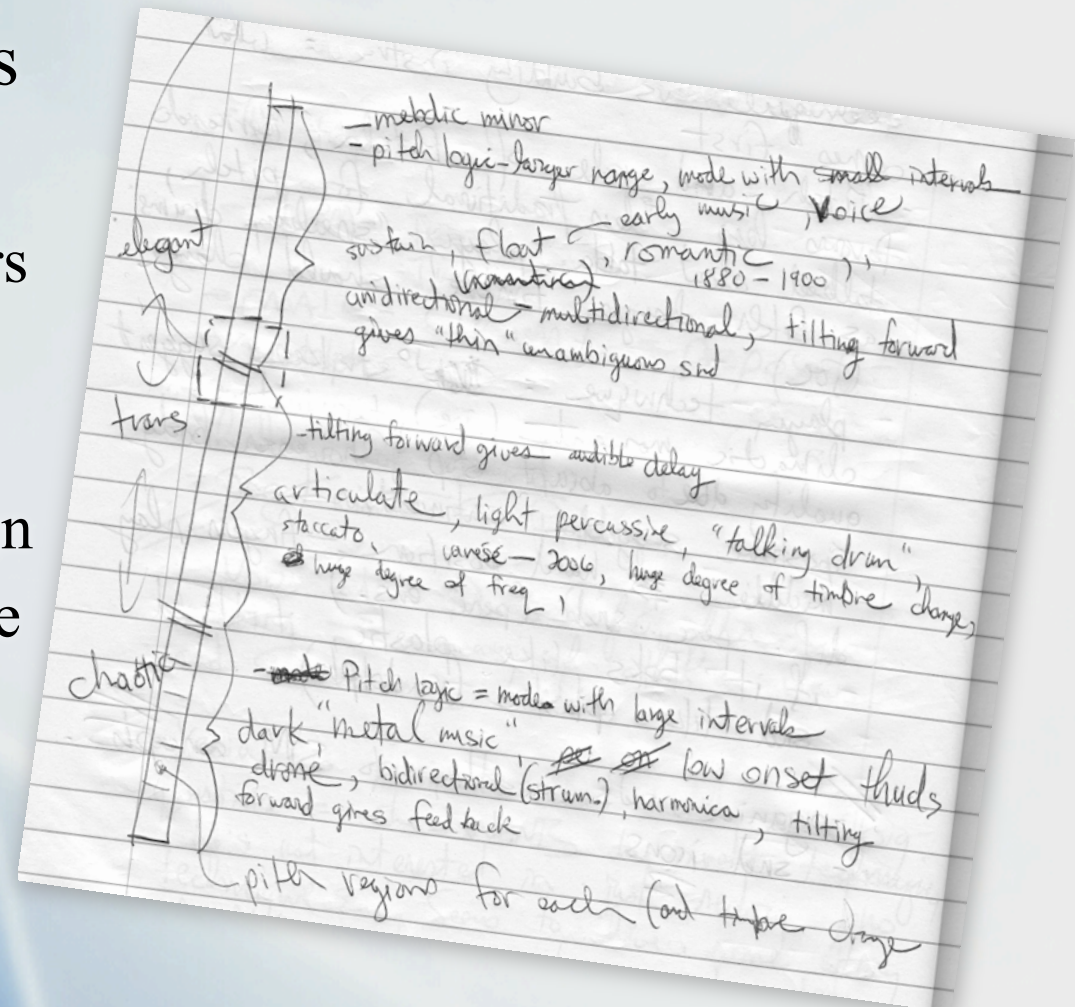 s
rs
n
e
elegant
trans.
chaotic
- melodic minor
- pitch logic - larger range, mode with small intervals
early music, voice
sustain, float, romantic,,
1880 - 1900
unidirectional - multidirectional, tilting forward
gives "thin" unambiguous snd
- tilting forward gives audible delay
articulate, light percussive, "talking drum",
staccato, varèse - 2006, huge degree of timbre change,
huge degree of freq,
- Pitch logic = mode with large intervals
dark, "metal music", low onset thuds
drone, bidirectional (strum.), harmonica, tilting
forward gives feedback
pitch regions for each (and timbre change